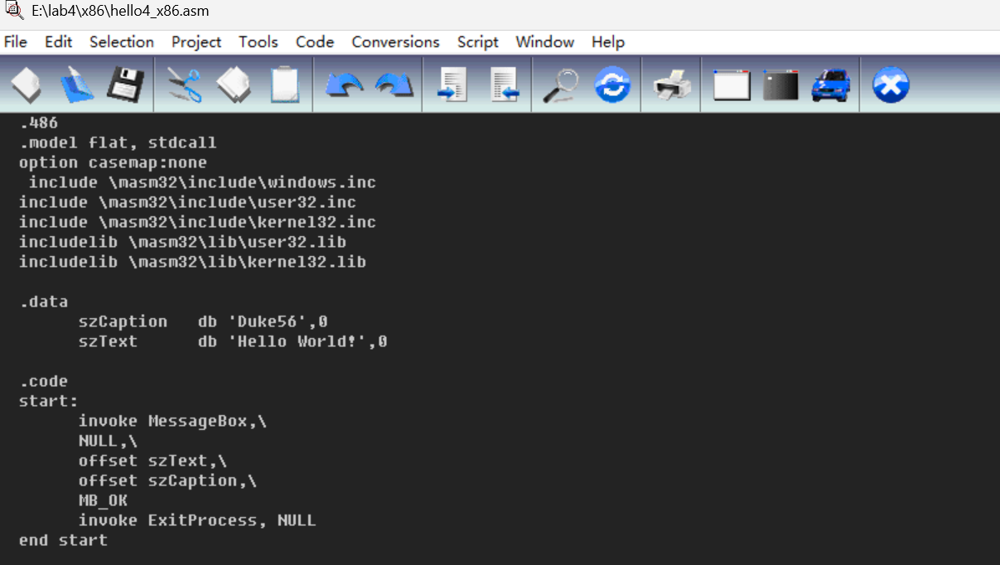 E:\lab4\x86\hello4_x86.asm
File Edit Selection Project Tools Code Conversions Script Window Help
.486
.model flat, stdcall
option casemap:none
 include \masm32\include\windows.inc
include \masm32\include\user32.inc
include \masm32\include\kernel32.inc
includelib \masm32\lib\user32.lib
includelib \masm32\lib\kernel32.lib

.data
      szCaption   db 'Duke56',0
      szText      db 'Hello World!',0

.code
start:
      invoke MessageBox,\
      NULL,\
      offset szText,\
      offset szCaption,\
      MB_OK
      invoke ExitProcess, NULL
end start